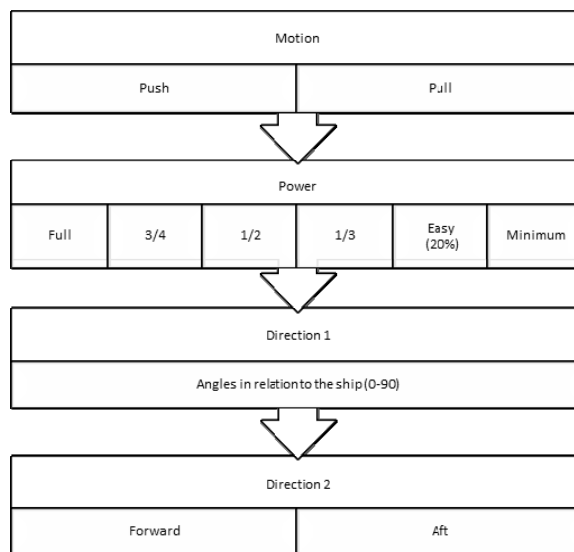 Motion
Push
Pull
Power
Full
3/4
1/2
1/3
Easy
(20%)
Minimum
Direction 1
Angles in relation to the ship (0-90)
Direction 2
Forward
Aft